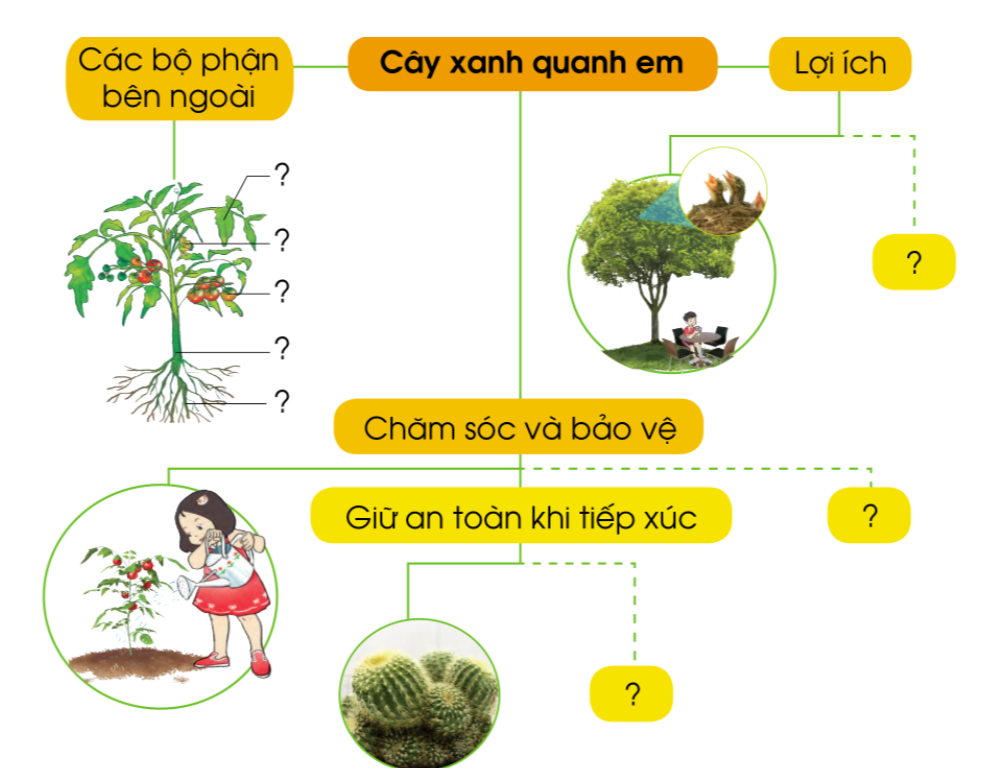 Các bộ phận
bên ngoài
Cây xanh quanh em
Lợi ích
?
?
?
?
?
?
Chăm sóc và bảo vệ
Giữ an toàn khi tiếp xúc
?
?